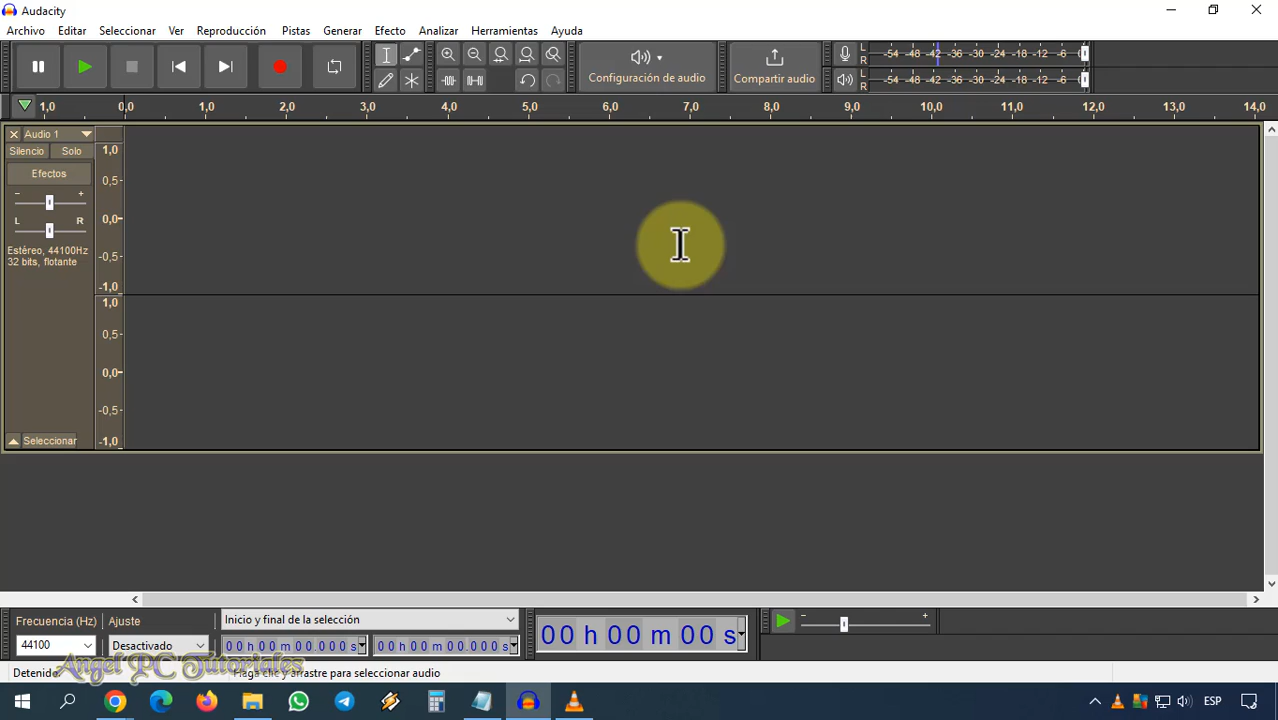 Audacity
Archivo Editar Seleccionar Ver Reproducción Pistas Generar Efecto Analizar Herramientas Ayuda
Configuración de audio
Compartir audio
L -54 -48 -42 -36 -30 -24 -18 -12 -6
R
L -54 -48 -42 -36 -30 -24 -18 -12 -6
R
1,0 0,0 1,0 2,0 3,0 4,0 5,0 6,0 7,0 8,0 9,0 10,0 11,0 12,0 13,0 14,0
Audio 1
Silencio Solo
Efectos
- +
L R
Estéreo, 44100Hz
32 bits, flotante
Seleccionar
1,0
0,5-
0,0-
-0,5-
-1,0
1,0
0,5-
0,0-
-0,5-
-1,0
Frecuencia (Hz) Ajuste Inicio y final de la selección
44100 Desactivado 00 h 00 m 00.000 s 00 h 00 m 00.000 s
00 h 00 m 00 s
- +
Detenido. Haga clic y arrastre para seleccionar audio
Angel PC Tutoriales
ESP